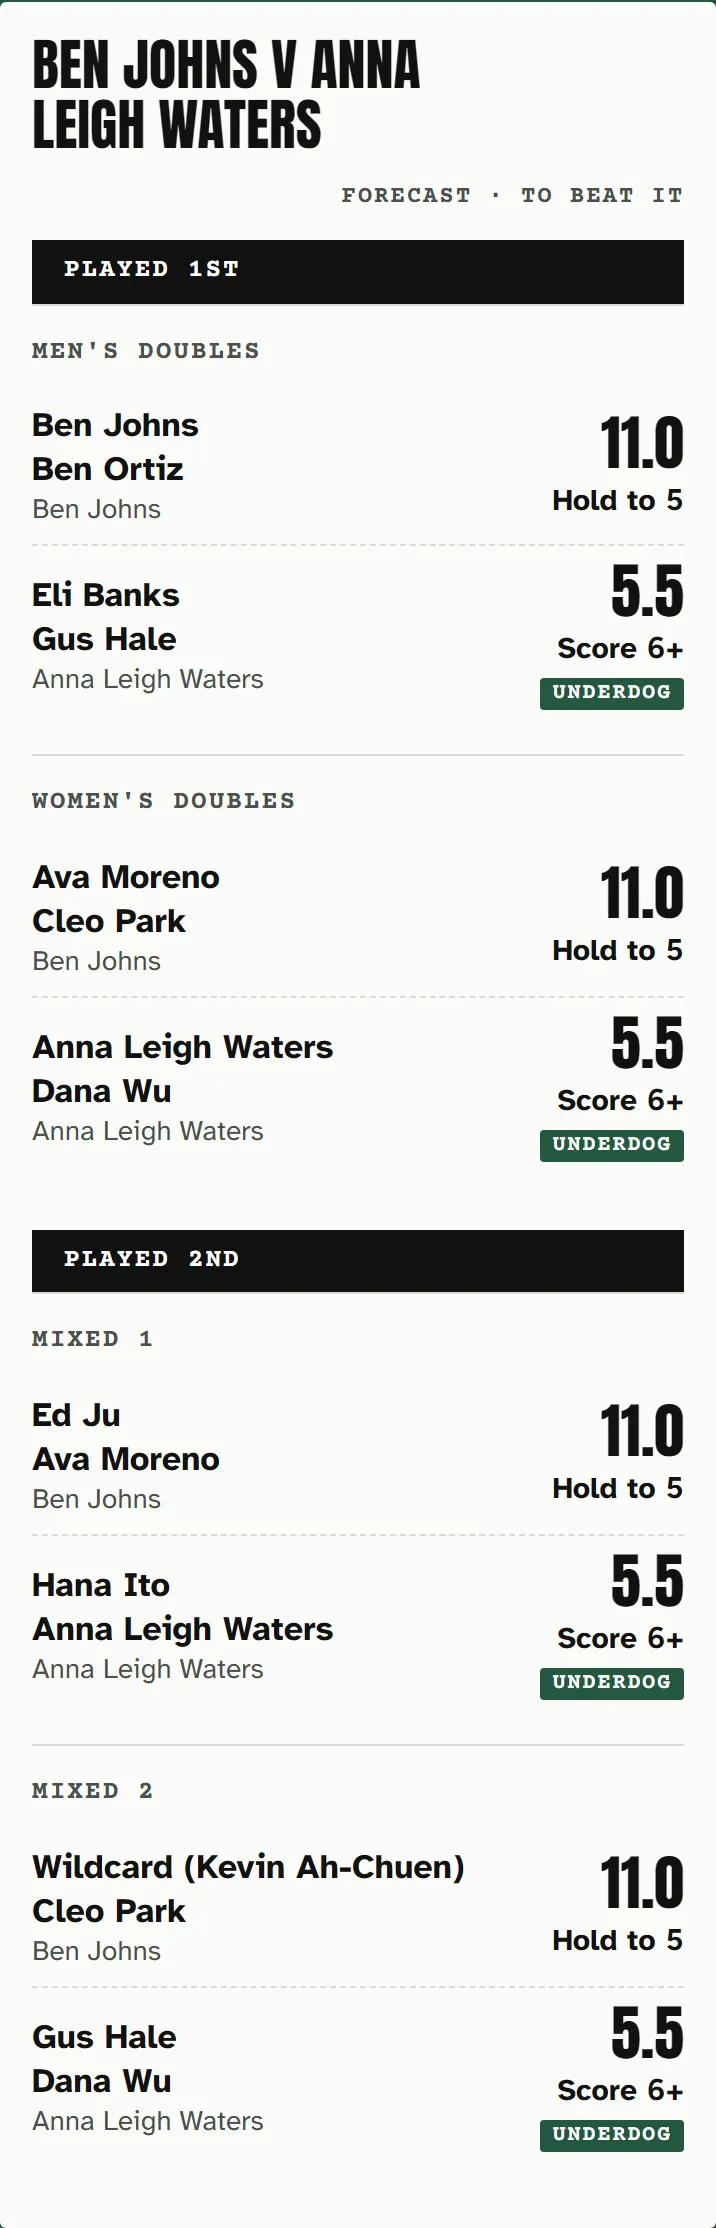 BEN JOHNS V ANNA
LEIGH WATERS
FORECAST · TO BEAT IT
PLAYED 1ST
MEN'S DOUBLES
Ben Johns
Ben Ortiz
Ben Johns
11.0
Hold to 5
Eli Banks
Gus Hale
Anna Leigh Waters
5.5
Score 6+
UNDERDOG
WOMEN'S DOUBLES
Ava Moreno
Cleo Park
Ben Johns
11.0
Hold to 5
Anna Leigh Waters
Dana Wu
Anna Leigh Waters
5.5
Score 6+
UNDERDOG
PLAYED 2ND
MIXED 1
Ed Ju
Ava Moreno
Ben Johns
11.0
Hold to 5
Hana Ito
Anna Leigh Waters
Anna Leigh Waters
5.5
Score 6+
UNDERDOG
MIXED 2
Wildcard (Kevin Ah-Chuen)
Cleo Park
Ben Johns
11.0
Hold to 5
Gus Hale
Dana Wu
Anna Leigh Waters
5.5
Score 6+
UNDERDOG